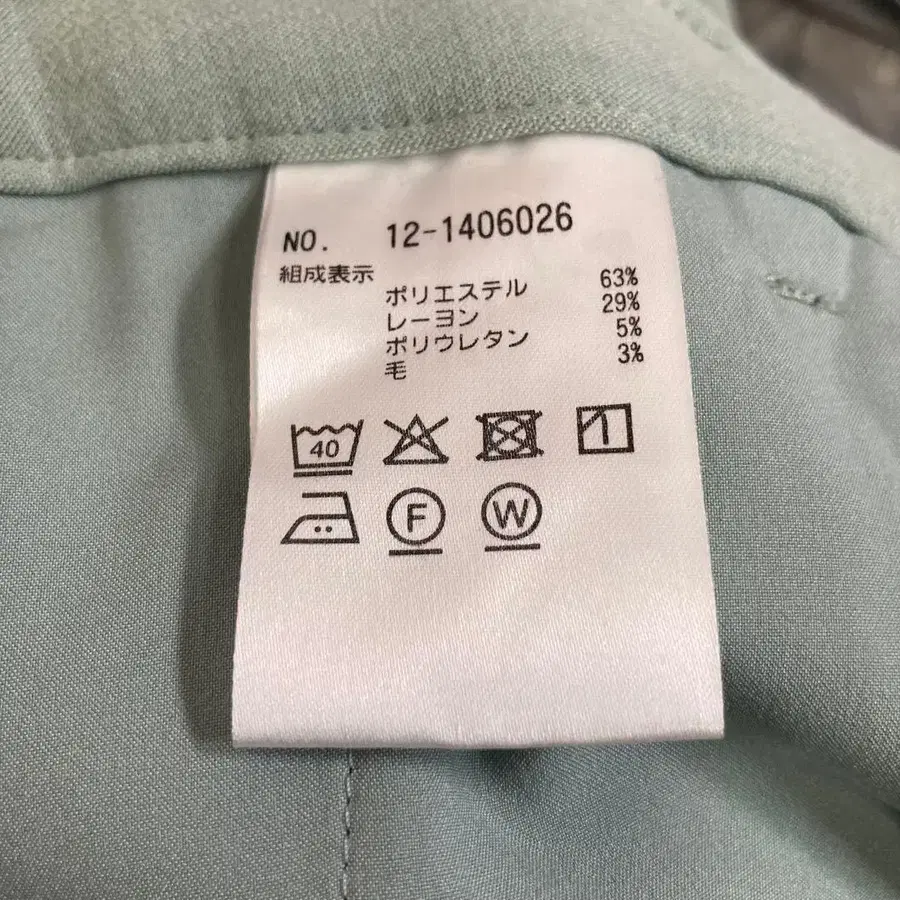 NO. 12-1406026
組成表示
ポリエステル 63%
レーヨン 29%
ポリウレタン 5%
毛 3%
40
F W